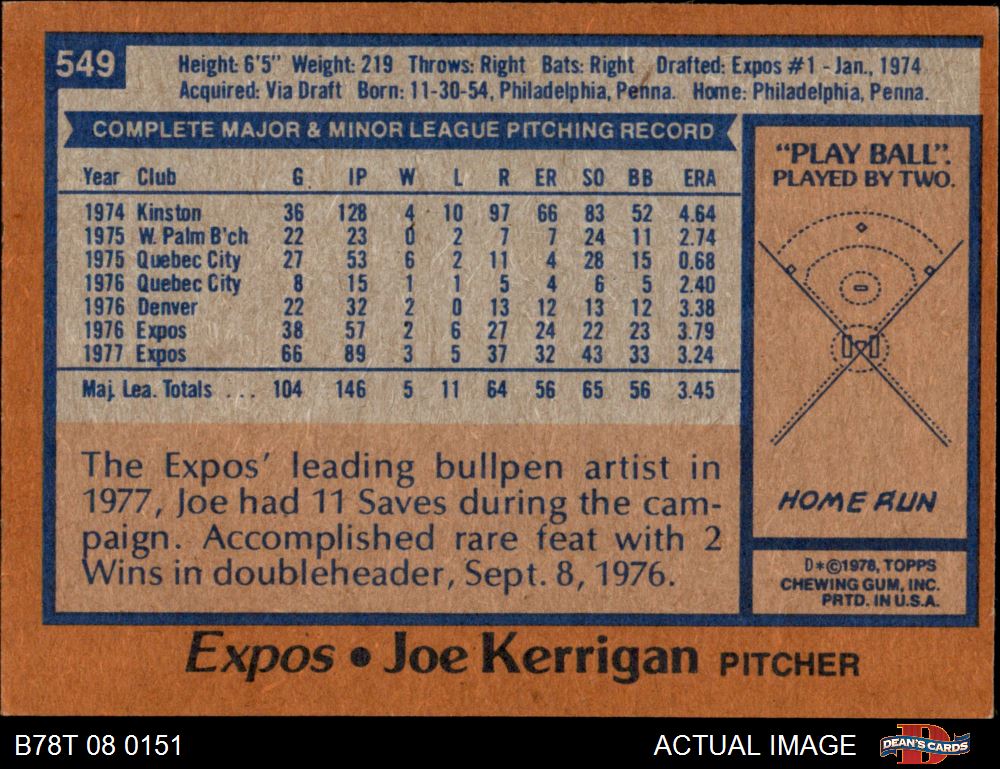 549
Height: 6'5" Weight: 219 Throws: Right Bats: Right Drafted: Expos #1 - Jan., 1974
Acquired: Via Draft Born: 11-30-54, Philadelphia, Penna. Home: Philadelphia, Penna.
COMPLETE MAJOR & MINOR LEAGUE PITCHING RECORD
Year Club G IP W L R ER SO BB ERA
1974 Kinston 36 128 4 10 97 66 83 52 4.64
1975 W. Palm B'ch 22 23 0 2 7 7 24 11 2.74
1975 Quebec City 27 53 6 2 11 4 28 15 0.68
1976 Quebec City 8 15 1 1 5 4 6 5 2.40
1976 Denver 22 32 2 0 13 12 13 12 3.38
1976 Expos 38 57 2 6 27 24 22 23 3.79
1977 Expos 66 89 3 5 37 32 43 33 3.24
Maj. Lea. Totals ... 104 146 5 11 64 56 65 56 3.45
The Expos' leading bullpen artist in
1977, Joe had 11 Saves during the cam-
paign. Accomplished rare feat with 2
Wins in doubleheader, Sept. 8, 1976.
"PLAY BALL".
PLAYED BY TWO.
HOME RUN
D*©1978, TOPPS
CHEWING GUM, INC.
PRTD. IN U.S.A.
Expos • Joe Kerrigan PITCHER
B78T 08 0151
ACTUAL IMAGE
D
DEAN'S CARDS